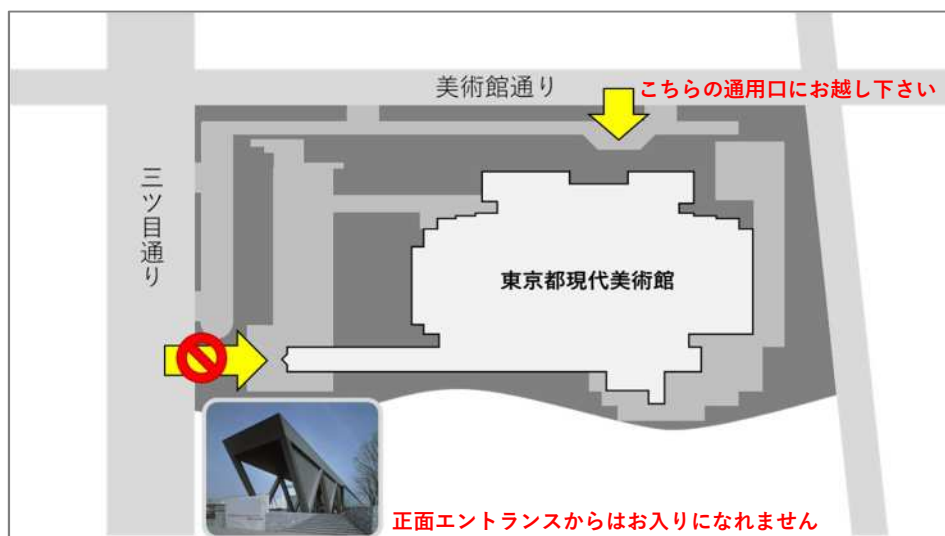 美術館通り
こちらの通用口にお越し下さい
三ツ目通り
東京都現代美術館
正面エントランスからはお入りになれません